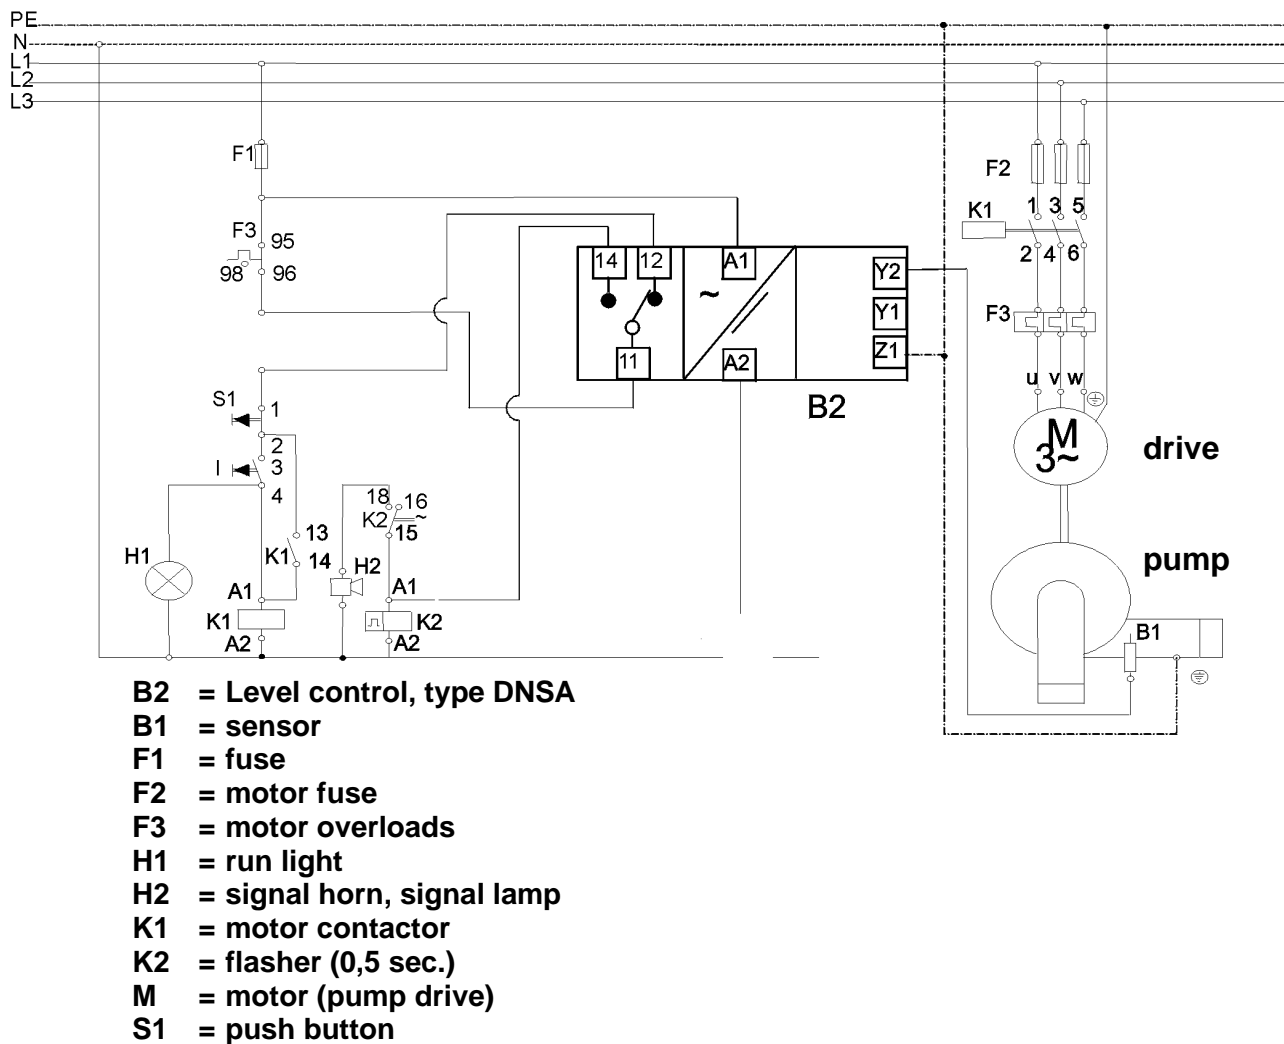 PE
N
L1
L2
L3
F1
F3
95
98
96
S1
1
2
I
3
4
13
K1
14
H1
A1
K1
A2
18
16
K2
~
15
H2
A1
K2
A2
14
12
A1
~
11
A2
Y2
Y1
Z1
B2
F2
K1
1 3 5
2 4 6
F3
u v w
M
3~
drive
pump
B1
B2 = Level control, type DNSA
B1 = sensor
F1 = fuse
F2 = motor fuse
F3 = motor overloads
H1 = run light
H2 = signal horn, signal lamp
K1 = motor contactor
K2 = flasher (0,5 sec.)
M = motor (pump drive)
S1 = push button